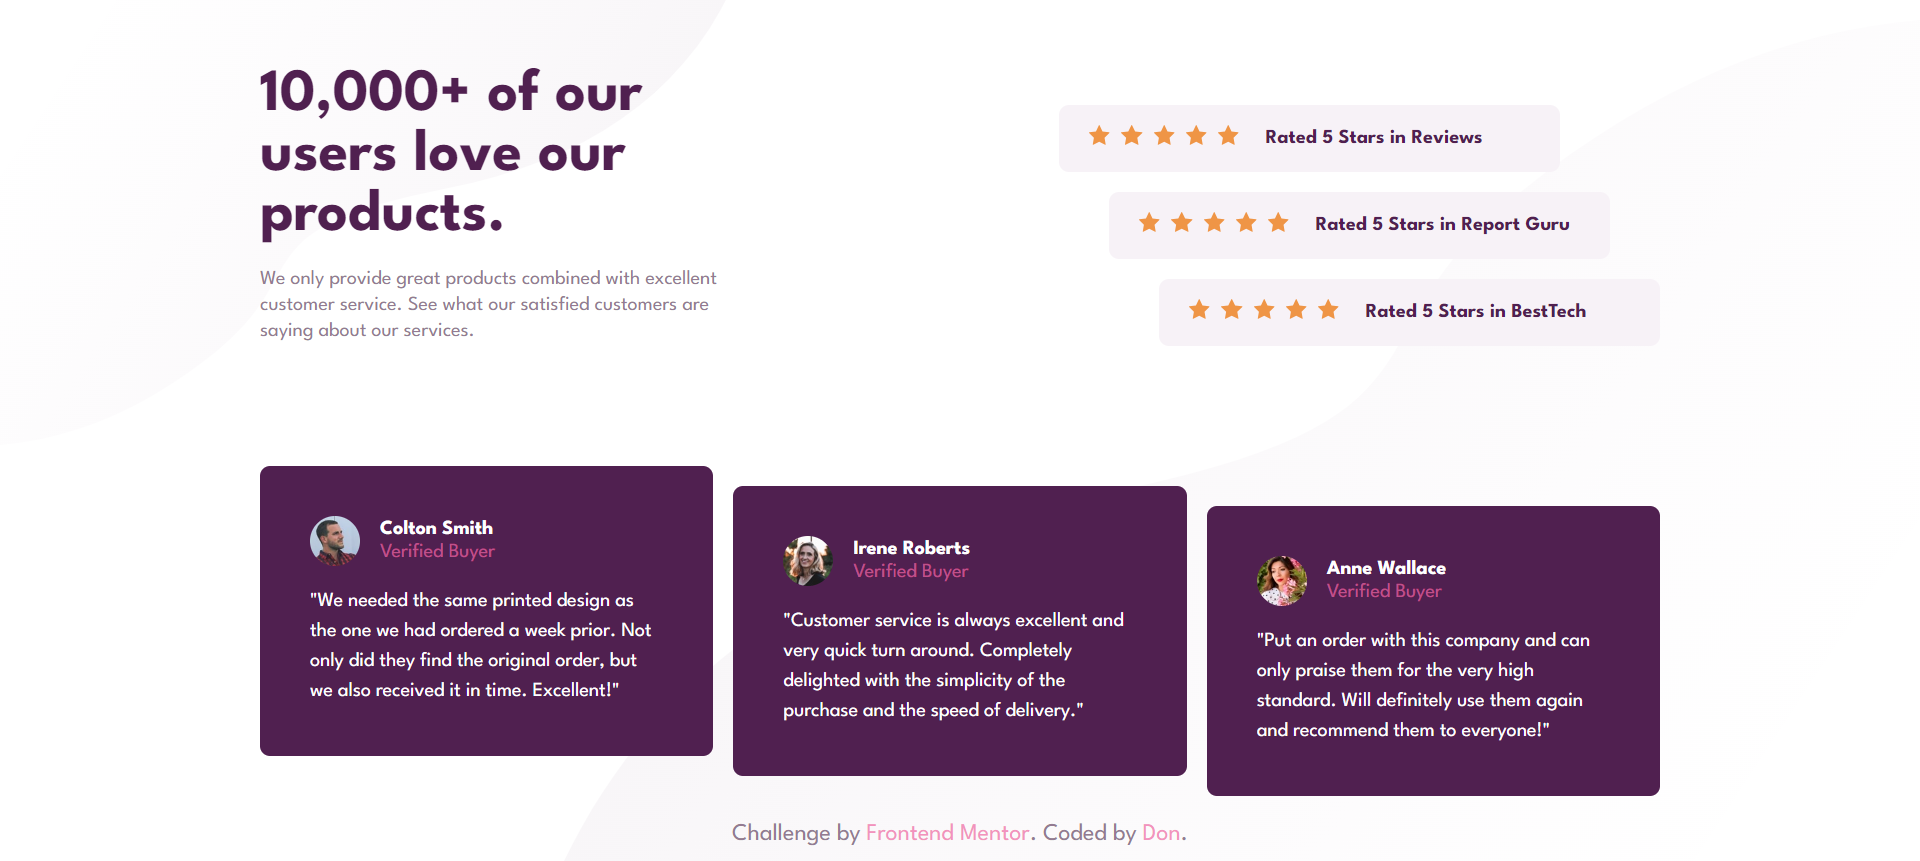 10,000+ of our
users love our
products.
We only provide great products combined with excellent
customer service. See what our satisfied customers are
saying about our services.
Rated 5 Stars in Reviews
Rated 5 Stars in Report Guru
Rated 5 Stars in BestTech
Colton Smith
Verified Buyer
"We needed the same printed design as
the one we had ordered a week prior. Not
only did they find the original order, but
we also received it in time. Excellent!"
Irene Roberts
Verified Buyer
"Customer service is always excellent and
very quick turn around. Completely
delighted with the simplicity of the
purchase and the speed of delivery."
Anne Wallace
Verified Buyer
"Put an order with this company and can
only praise them for the very high
standard. Will definitely use them again
and recommend them to everyone!"
Challenge by Frontend Mentor. Coded by Don.